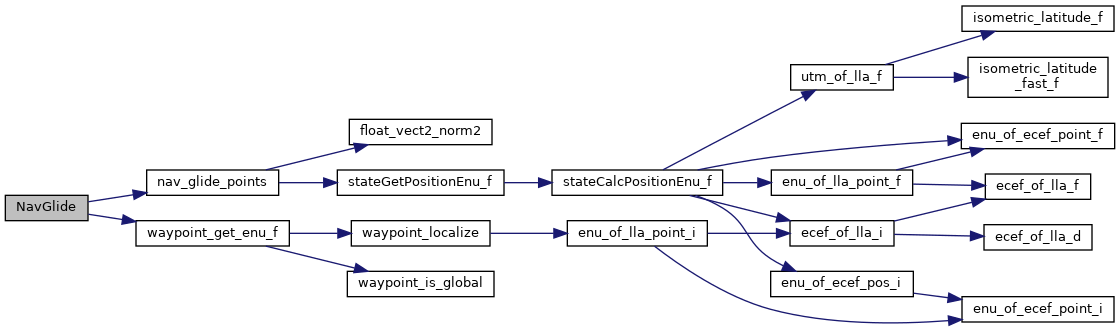 NavGlide
nav_glide_points
float_vect2_norm2
stateGetPositionEnu_f
stateCalcPositionEnu_f
utm_of_lla_f
isometric_latitude_f
isometric_latitude
_fast_f
enu_of_ecef_point_f
enu_of_lla_point_f
ecef_of_lla_f
waypoint_get_enu_f
waypoint_localize
enu_of_lla_point_i
ecef_of_lla_i
ecef_of_lla_d
waypoint_is_global
enu_of_ecef_pos_i
enu_of_ecef_point_i